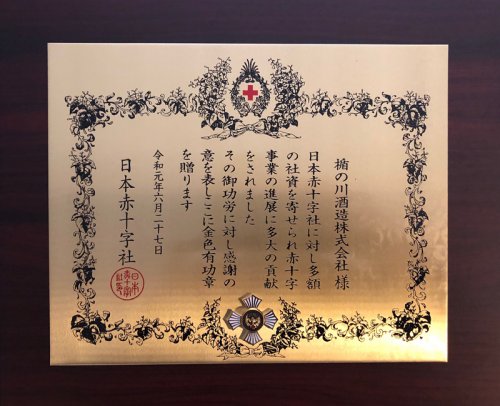 楯の川酒造株式会社 様
日本赤十字社に対し多額
の社資を寄せられ赤十字
事業の進展に多大の貢献
をされました
その御功労に対し感謝の
意を表しここに金色有功章
を贈ります
令和元年六月二十七日
日本赤十字社